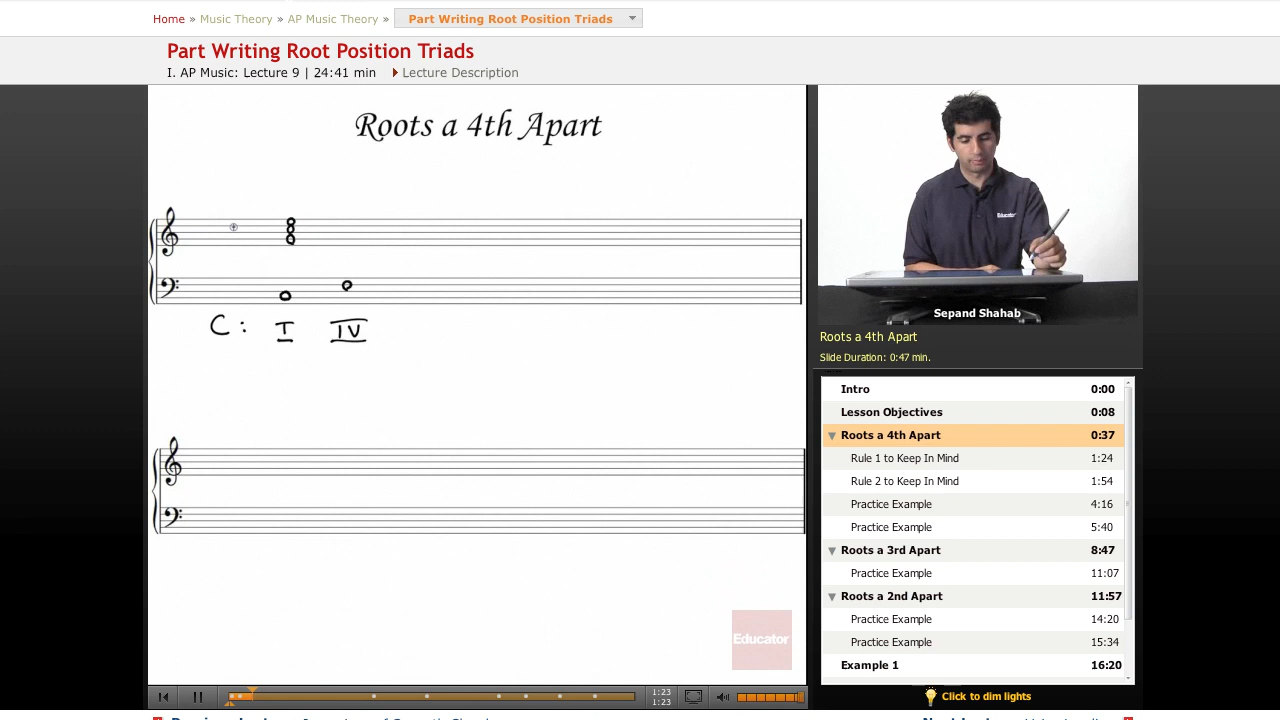 Home » Music Theory » AP Music Theory » Part Writing Root Position Triads
Part Writing Root Position Triads
I. AP Music: Lecture 9 | 24:41 min Lecture Description
Roots a 4th Apart
C: I IV
Educator
Educator
Sepand Shahab
Roots a 4th Apart
Slide Duration: 0:47 min.
Intro 0:00
Lesson Objectives 0:08
Roots a 4th Apart 0:37
Rule 1 to Keep In Mind 1:24
Rule 2 to Keep In Mind 1:54
Practice Example 4:16
Practice Example 5:40
Roots a 3rd Apart 8:47
Practice Example 11:07
Roots a 2nd Apart 11:57
Practice Example 14:20
Practice Example 15:34
Example 1 16:20
1:23
1:23
Click to dim lights